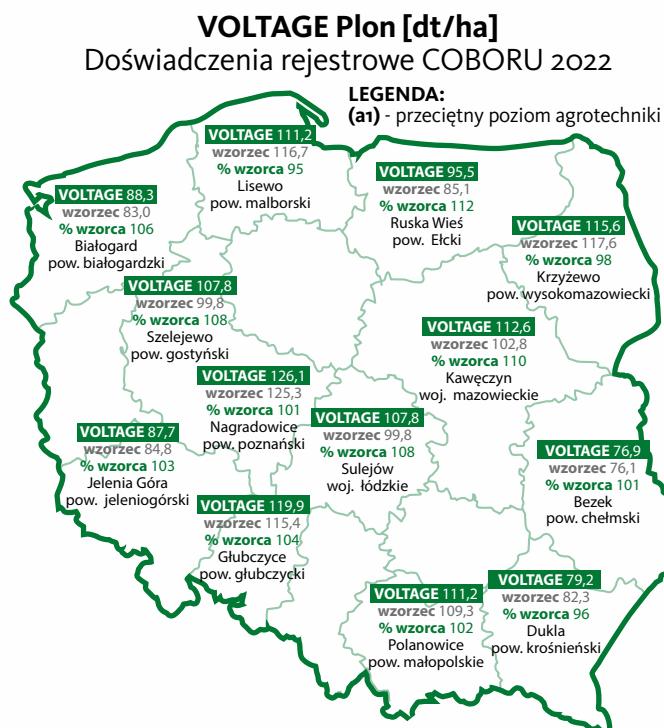 VOLTAGE Plon [dt/ha]
Doświadczenia rejestrowe COBORU 2022
LEGENDA:
(a1) - przeciętny poziom agrotechniki
VOLTAGE 111,2
wzorzec 116,7
% wzorca 95
Lisewo
pow. malborski
VOLTAGE 95,5
wzorzec 85,1
% wzorca 112
Ruska Wieś
pow. Ełcki
VOLTAGE 88,3
wzorzec 83,0
% wzorca 106
Białogard
pow. białogardzki
VOLTAGE 115,6
wzorzec 117,6
% wzorca 98
Krzyżewo
pow. wysokomazowiecki
VOLTAGE 107,8
wzorzec 99,8
% wzorca 108
Szelejewo
pow. gostyński
VOLTAGE 112,6
wzorzec 102,8
% wzorca 110
Kawęczyn
woj. mazowieckie
VOLTAGE 126,1
wzorzec 125,3
% wzorca 101
Nagradowice
pow. poznański
VOLTAGE 107,8
wzorzec 99,8
% wzorca 108
Sulejów
woj. łódzkie
VOLTAGE 87,7
wzorzec 84,8
% wzorca 103
Jelenia Góra
pow. jeleniogórski
VOLTAGE 76,9
wzorzec 76,1
% wzorca 101
Bezek
pow. chełmski
VOLTAGE 119,9
wzorzec 115,4
% wzorca 104
Głubczyce
pow. głubczycki
VOLTAGE 111,2
wzorzec 109,3
% wzorca 102
Polanowice
pow. małopolskie
VOLTAGE 79,2
wzorzec 82,3
% wzorca 96
Dukla
pow. krośnieński